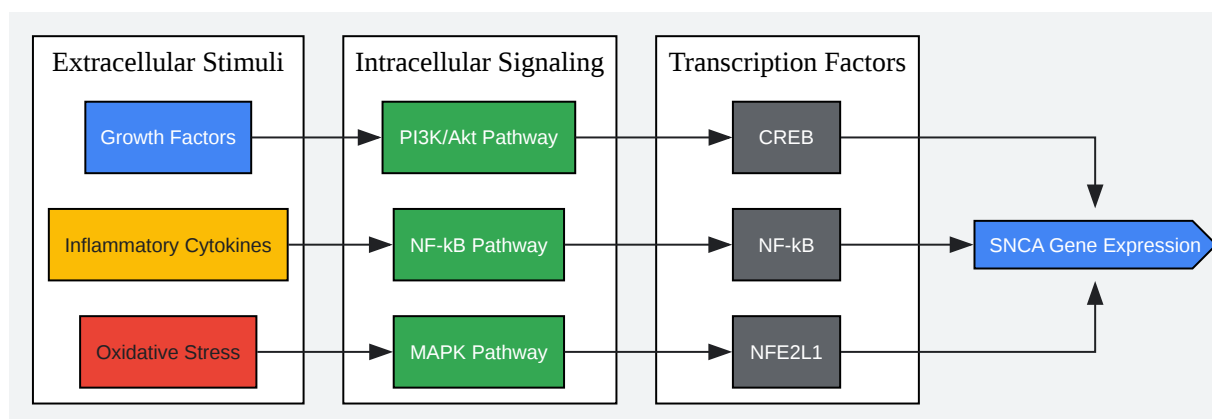 Extracellular Stimuli
Intracellular Signaling
Transcription Factors
Growth Factors
PI3K/Akt Pathway
CREB
Inflammatory Cytokines
NF-kB Pathway
NF-kB
SNCA Gene Expression
Oxidative Stress
MAPK Pathway
NFE2L1